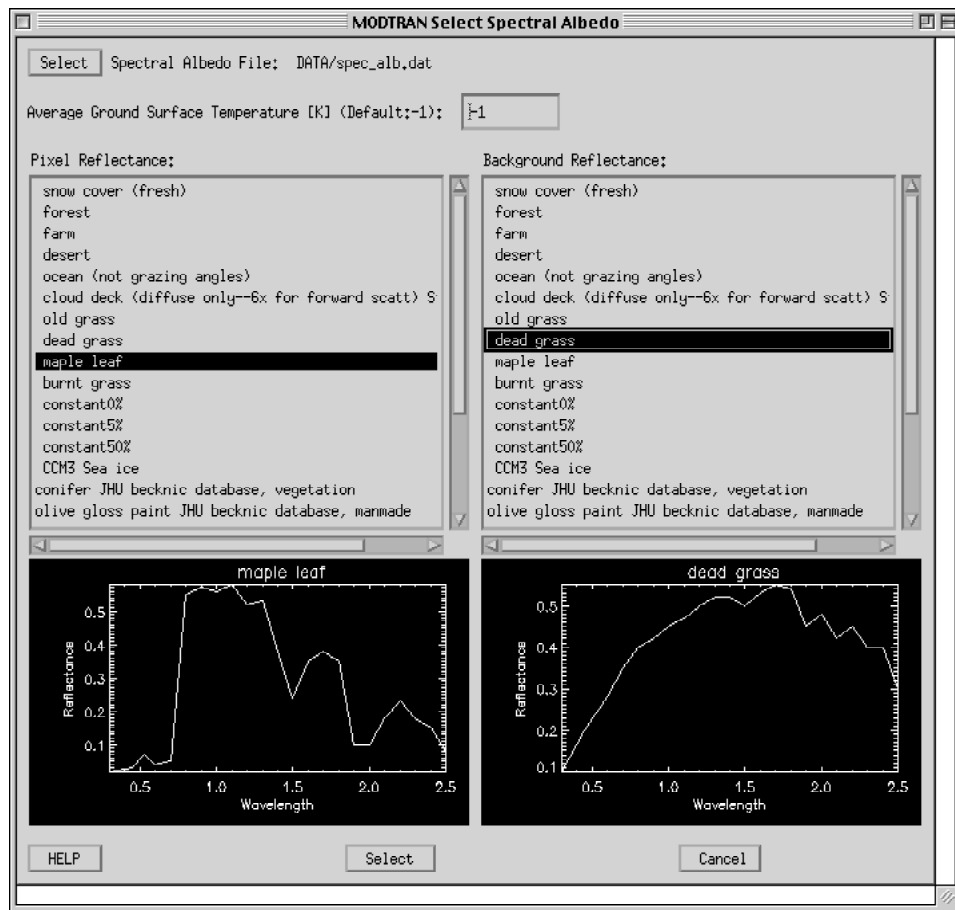 MODTRAN Select Spectral Albedo
Select Spectral Albedo File: DATA/spec_alb.dat
Average Ground Surface Temperature [K] (Default:-1): -1
Pixel Reflectance:
snow cover (fresh)
forest
farm
desert
ocean (not grazing angles)
cloud deck (diffuse only--6x for forward scatt) S
old grass
dead grass
maple leaf
burnt grass
constant0%
constant5%
constant50%
CCM3 Sea ice
conifer JHU becknic database, vegetation
olive gloss paint JHU becknic database, manmade
Background Reflectance:
snow cover (fresh)
forest
farm
desert
ocean (not grazing angles)
cloud deck (diffuse only--6x for forward scatt) S
old grass
dead grass
maple leaf
burnt grass
constant0%
constant5%
constant50%
CCM3 Sea ice
conifer JHU becknic database, vegetation
olive gloss paint JHU becknic database, manmade
maple leaf
Reflectance
0.5
0.4
0.3
0.2
0.1
0.5 1.0 1.5 2.0 2.5
Wavelength
dead grass
Reflectance
0.5
0.4
0.3
0.2
0.1
0.5 1.0 1.5 2.0 2.5
Wavelength
HELP Select Cancel